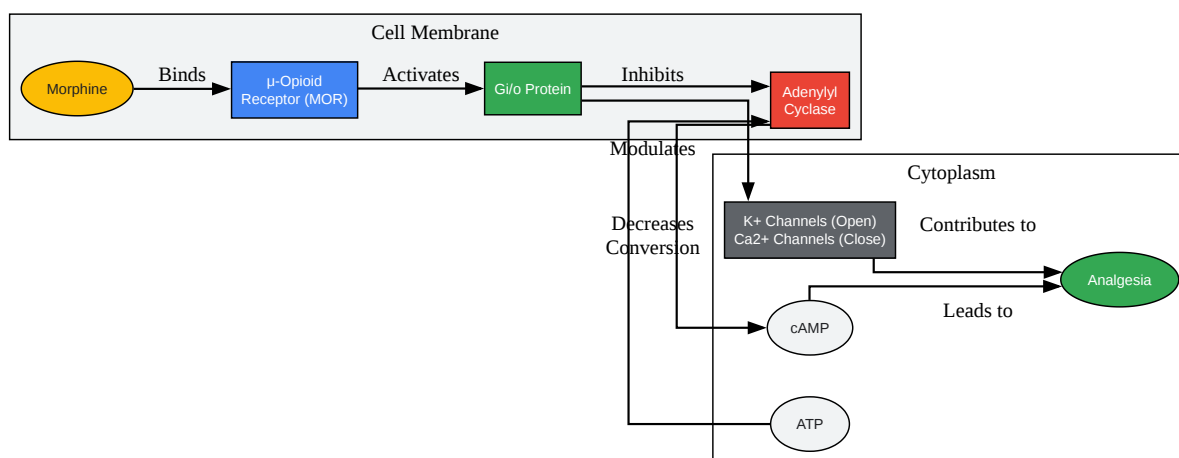 Cell Membrane
Morphine
Binds
μ-Opioid
Receptor (MOR)
Activates
Gi/o Protein
Inhibits
Adenylyl
Cyclase
Modulates
Cytoplasm
Decreases
Conversion
K+ Channels (Open)
Ca2+ Channels (Close)
Contributes to
Analgesia
Leads to
cAMP
ATP